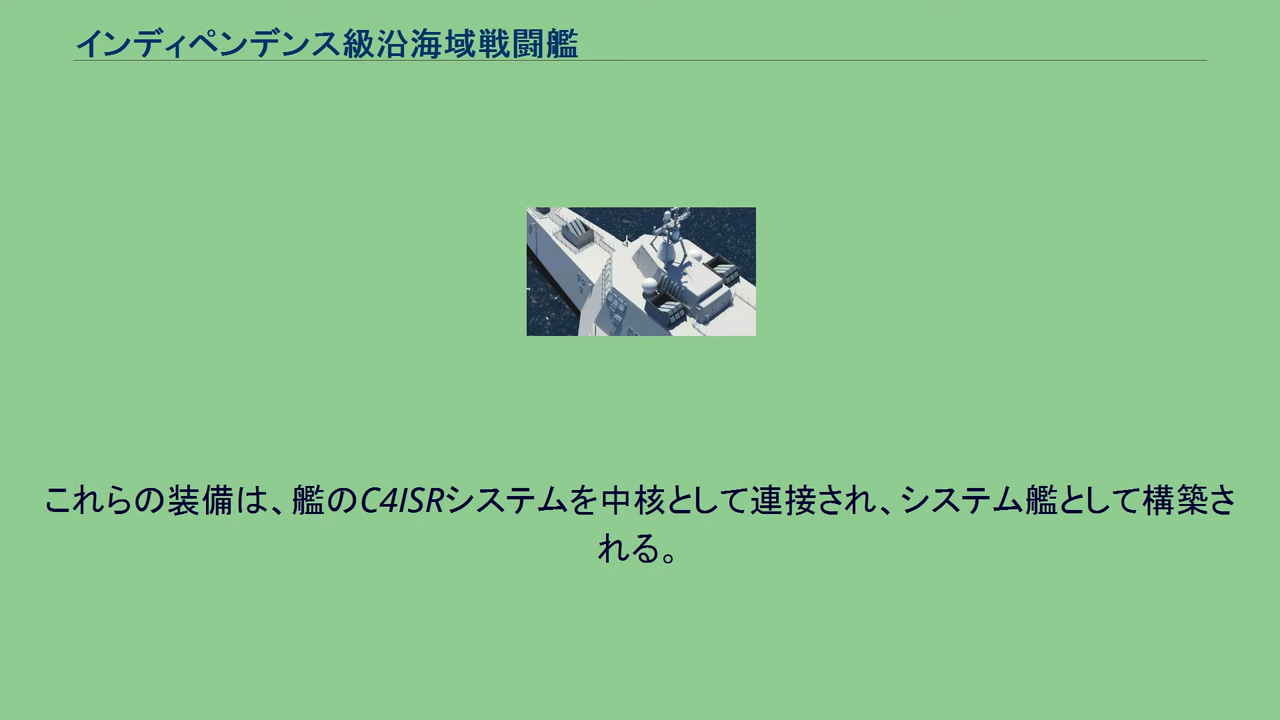 インディペンデンス級沿海域戦闘艦
これらの装備は、艦のC4ISRシステムを中核として連接され、システム艦として構築さ
れる。